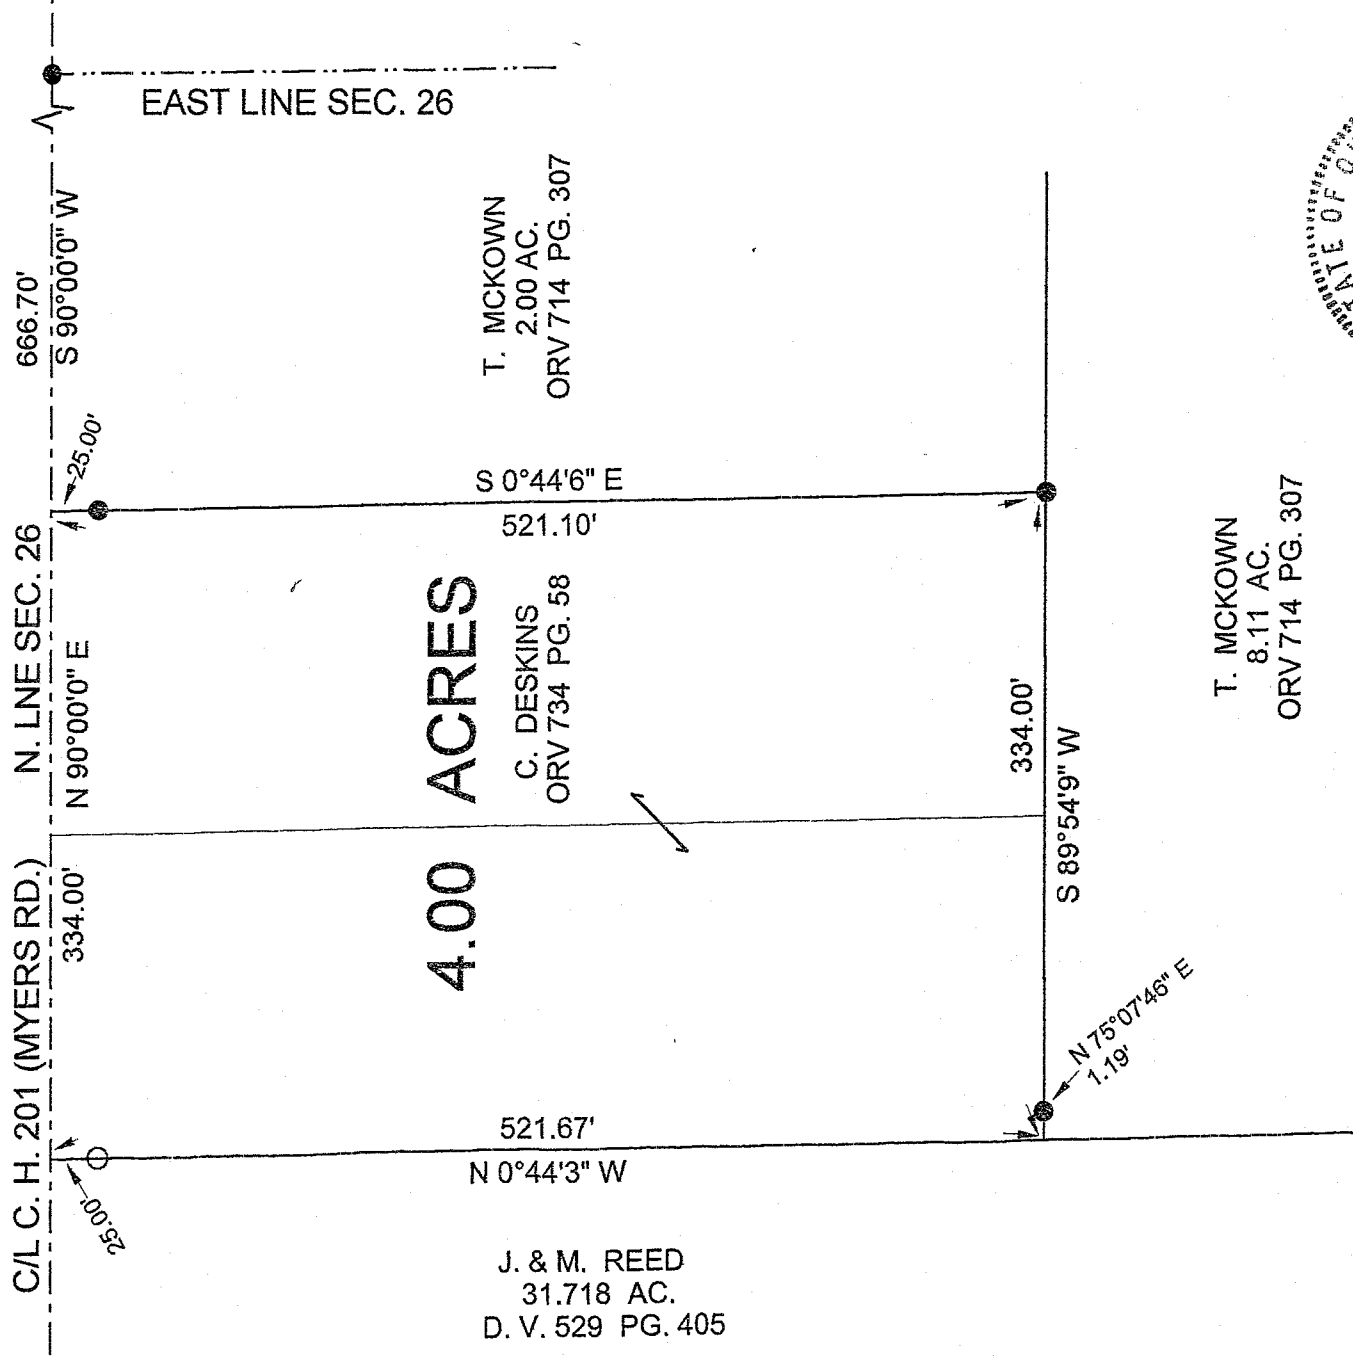 EAST LINE SEC. 26
666.70'
S 90°00'0" W
T. MCKOWN
2.00 AC.
ORV 714 PG. 307
STATE OF
25.00'
S 0°44'6" E
521.10'
N. LNE SEC. 26
N 90°00'0" E
4.00 ACRES
C. DESKINS
ORV 734 PG. 58
334.00'
S 89°54'9" W
T. MCKOWN
8.11 AC.
ORV 714 PG. 307
C/L C. H. 201 (MYERS RD.)
334.00'
N 75°07'46" E
1.19'
521.67'
N 0°44'3" W
25.00'
J. & M. REED
31.718 AC.
D. V. 529 PG. 405